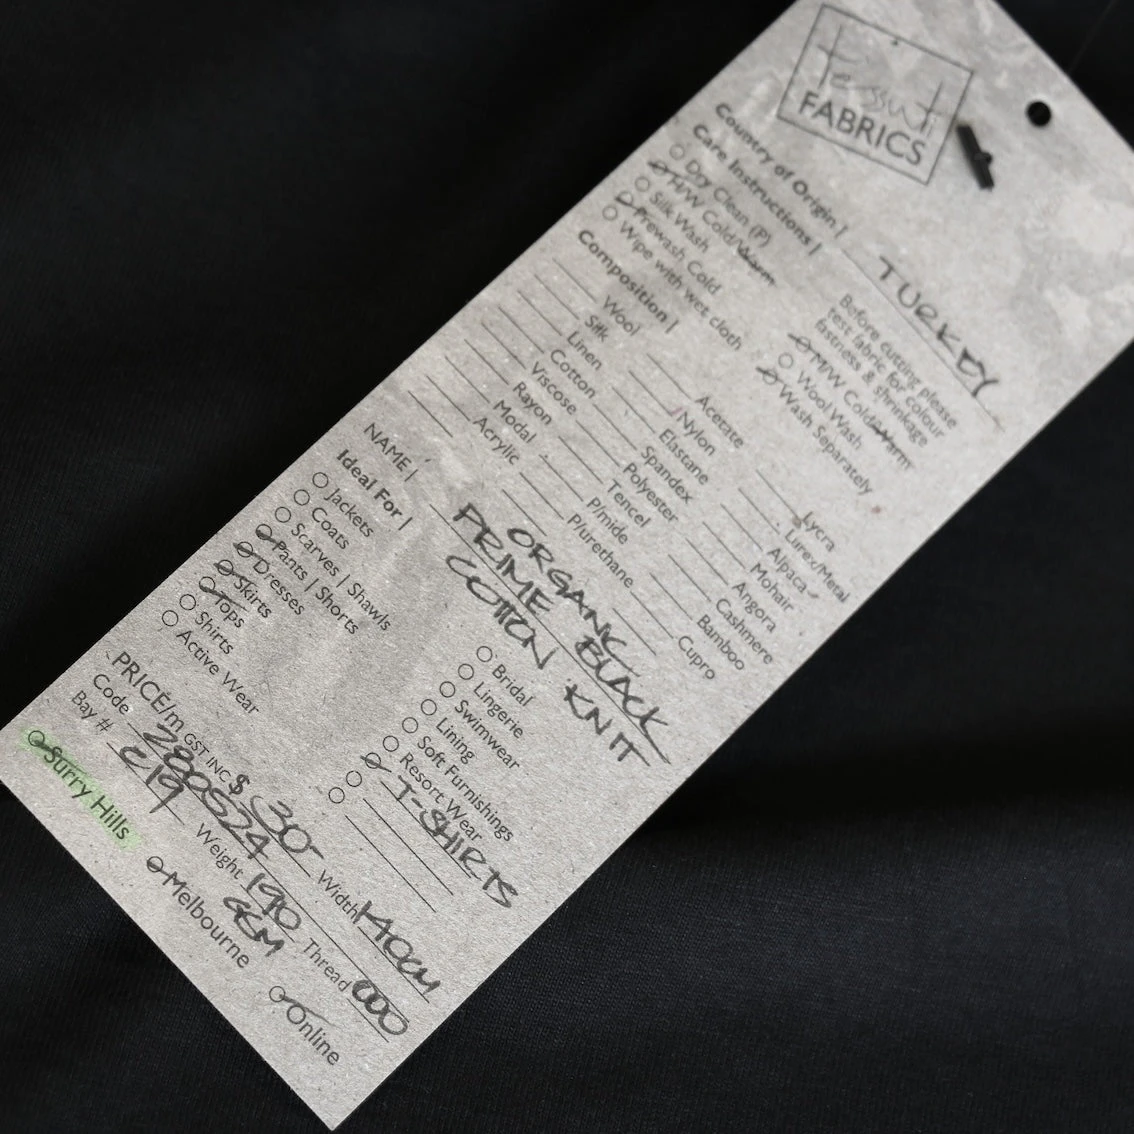 Tessuti
FABRICS
Country of Origin | TURKEY
Care Instructions |
Dry Clean (P)
H/W Cold/Warm
Silk Wash
Prewash Cold
Wipe with wet cloth
Before cutting please
test fabric for colour
fastness & shrinkage
M/W Cold/Warm
Wool Wash
Wash Separately
Composition |
Wool
Silk
Linen
Cotton
Viscose
Rayon
Modal
Acrylic
Acetate
Nylon
Elastane
Spandex
Polyester
Tencel
P/mide
P/urethane
Lycra
Lurex/Metal
Alpaca
Mohair
Angora
Cashmere
Bamboo
Cupro
NAME | ORGANIC
PRIME BLACK
COTTON KNIT
Ideal For |
Jackets
Coats
Scarves | Shawls
Pants | Shorts
Dresses
Skirts
Tops
Shirts
Active Wear
Bridal
Lingerie
Swimwear
Lining
Soft Furnishings
Resort Wear
T-SHIRTS
PRICE/m GST INC $ 30- Width 140cm
Code 280524 Weight 190 GSM Thread 000
Bay # C19
Surry Hills
Melbourne
Online